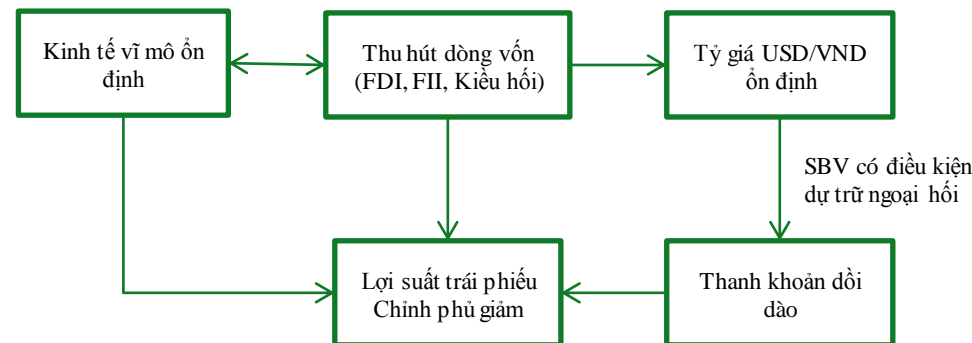 Kinh tế vĩ mô ổn
định
Thu hút dòng vốn
(FDI, FII, Kiều hối)
Tỷ giá USD/VND
ổn định
SBV có điều kiện
dự trữ ngoại hối
Lợi suất trái phiếu
Chính phủ giảm
Thanh khoản dồi
dào